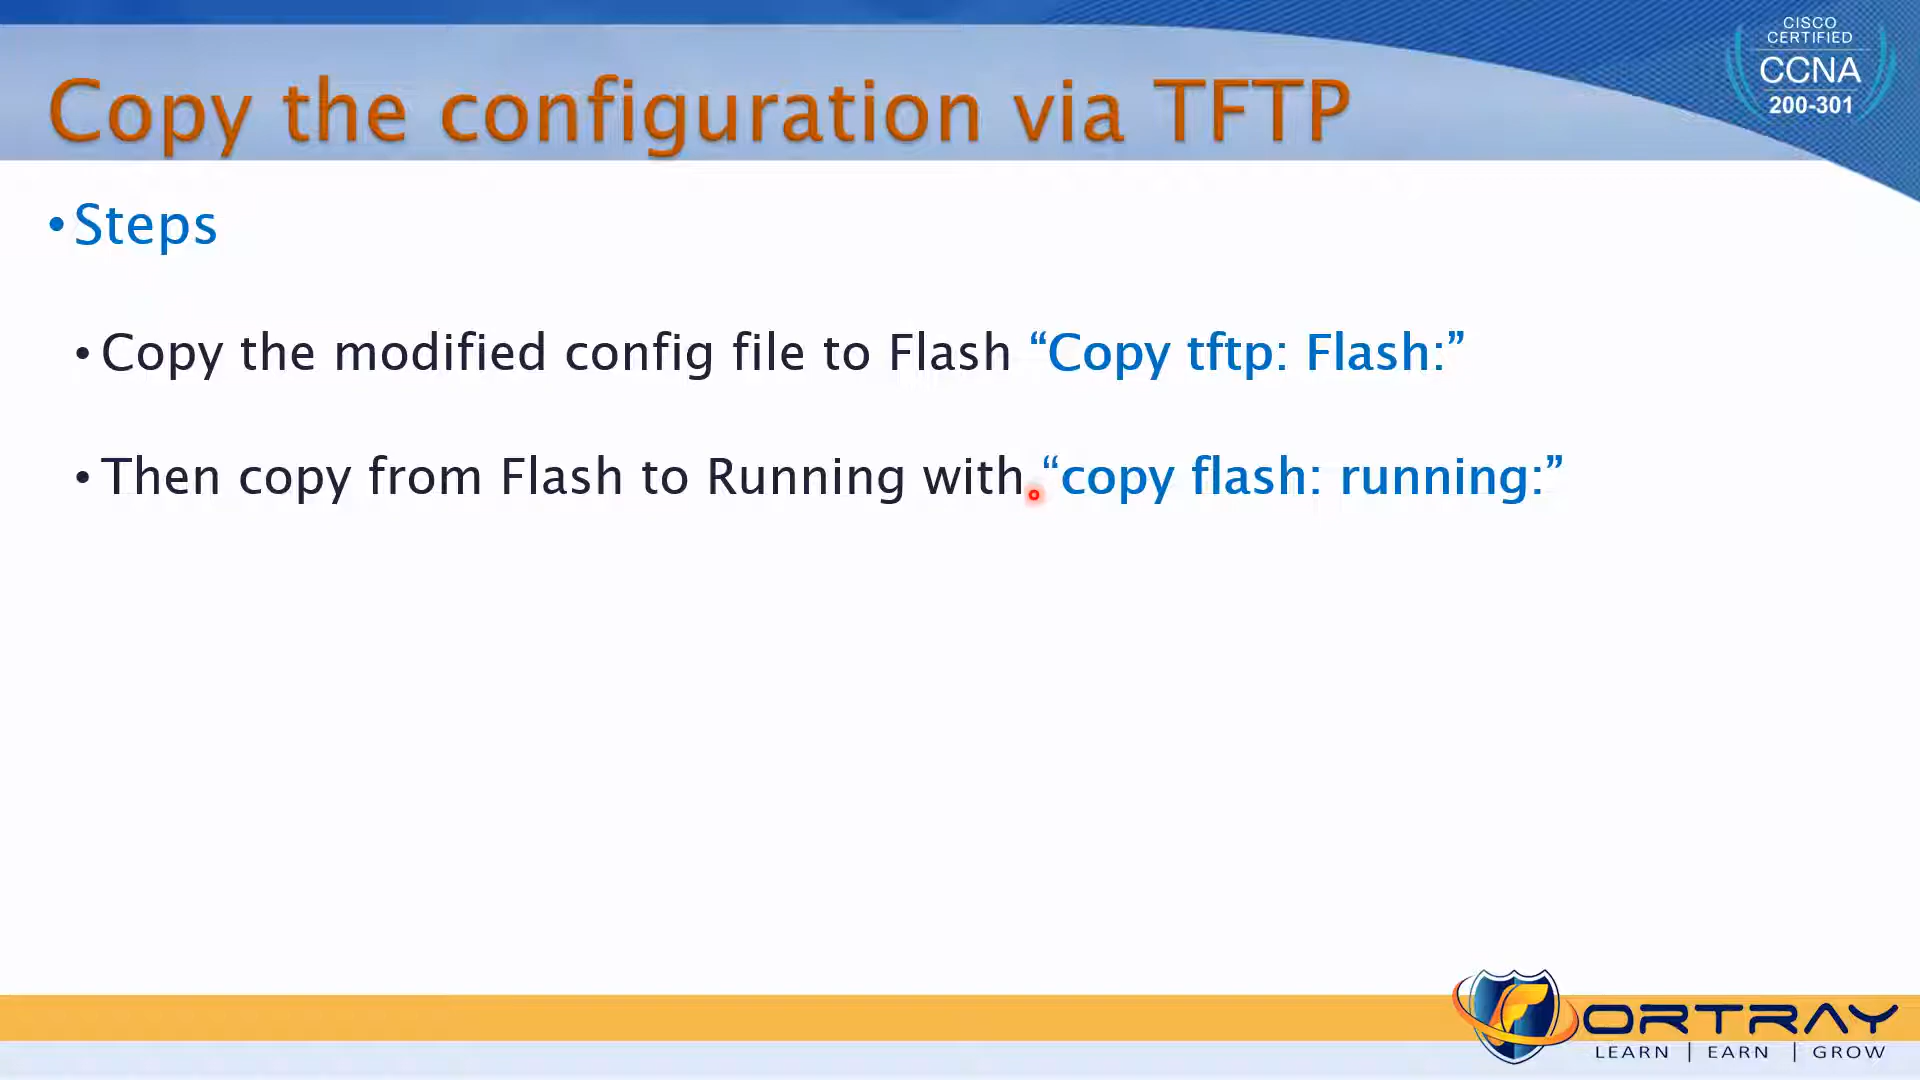 Copy the configuration via TFTP
CISCO
CERTIFIED
CCNA
200-301
•Steps
•Copy the modified config file to Flash “Copy tftp: Flash:”
•Then copy from Flash to Running with “copy flash: running:”
FORTRAY
LEARN | EARN | GROW